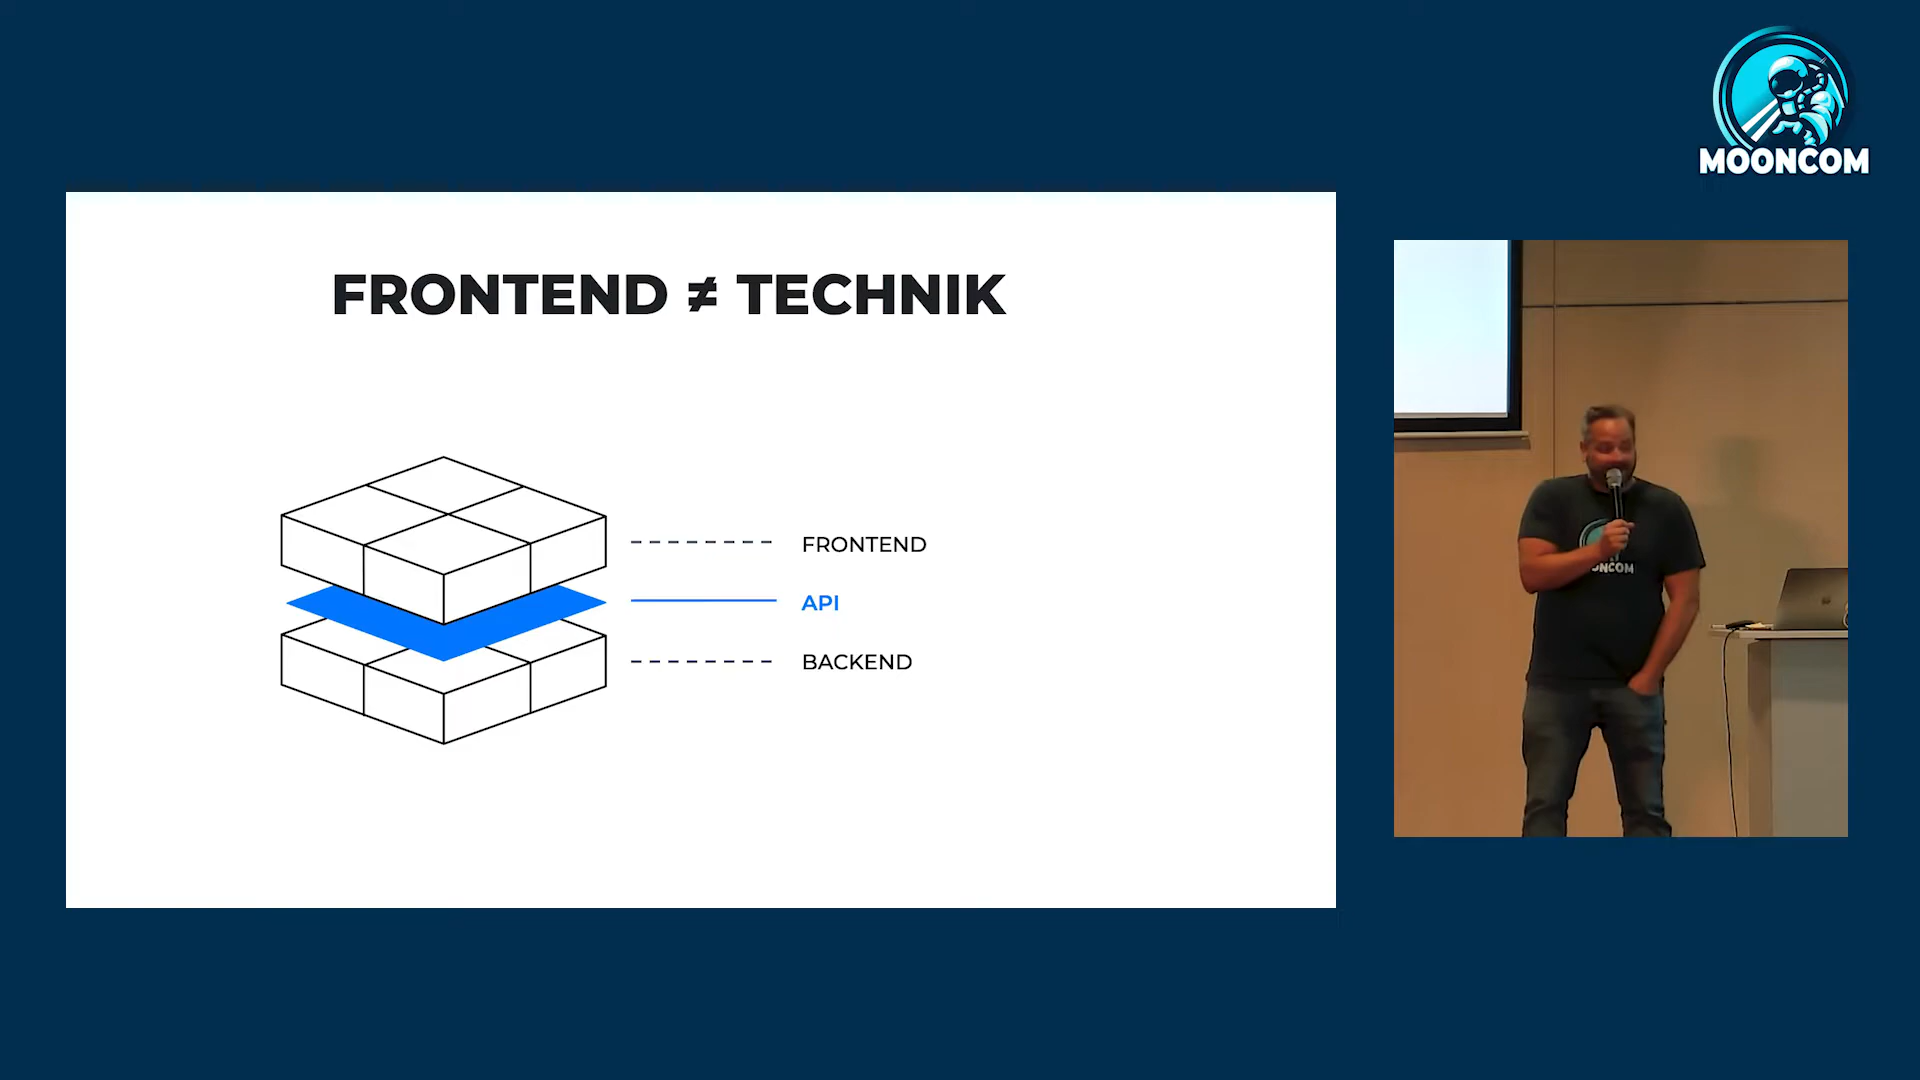 MOONCOM
FRONTEND ≠ TECHNIK
FRONTEND
API
BACKEND